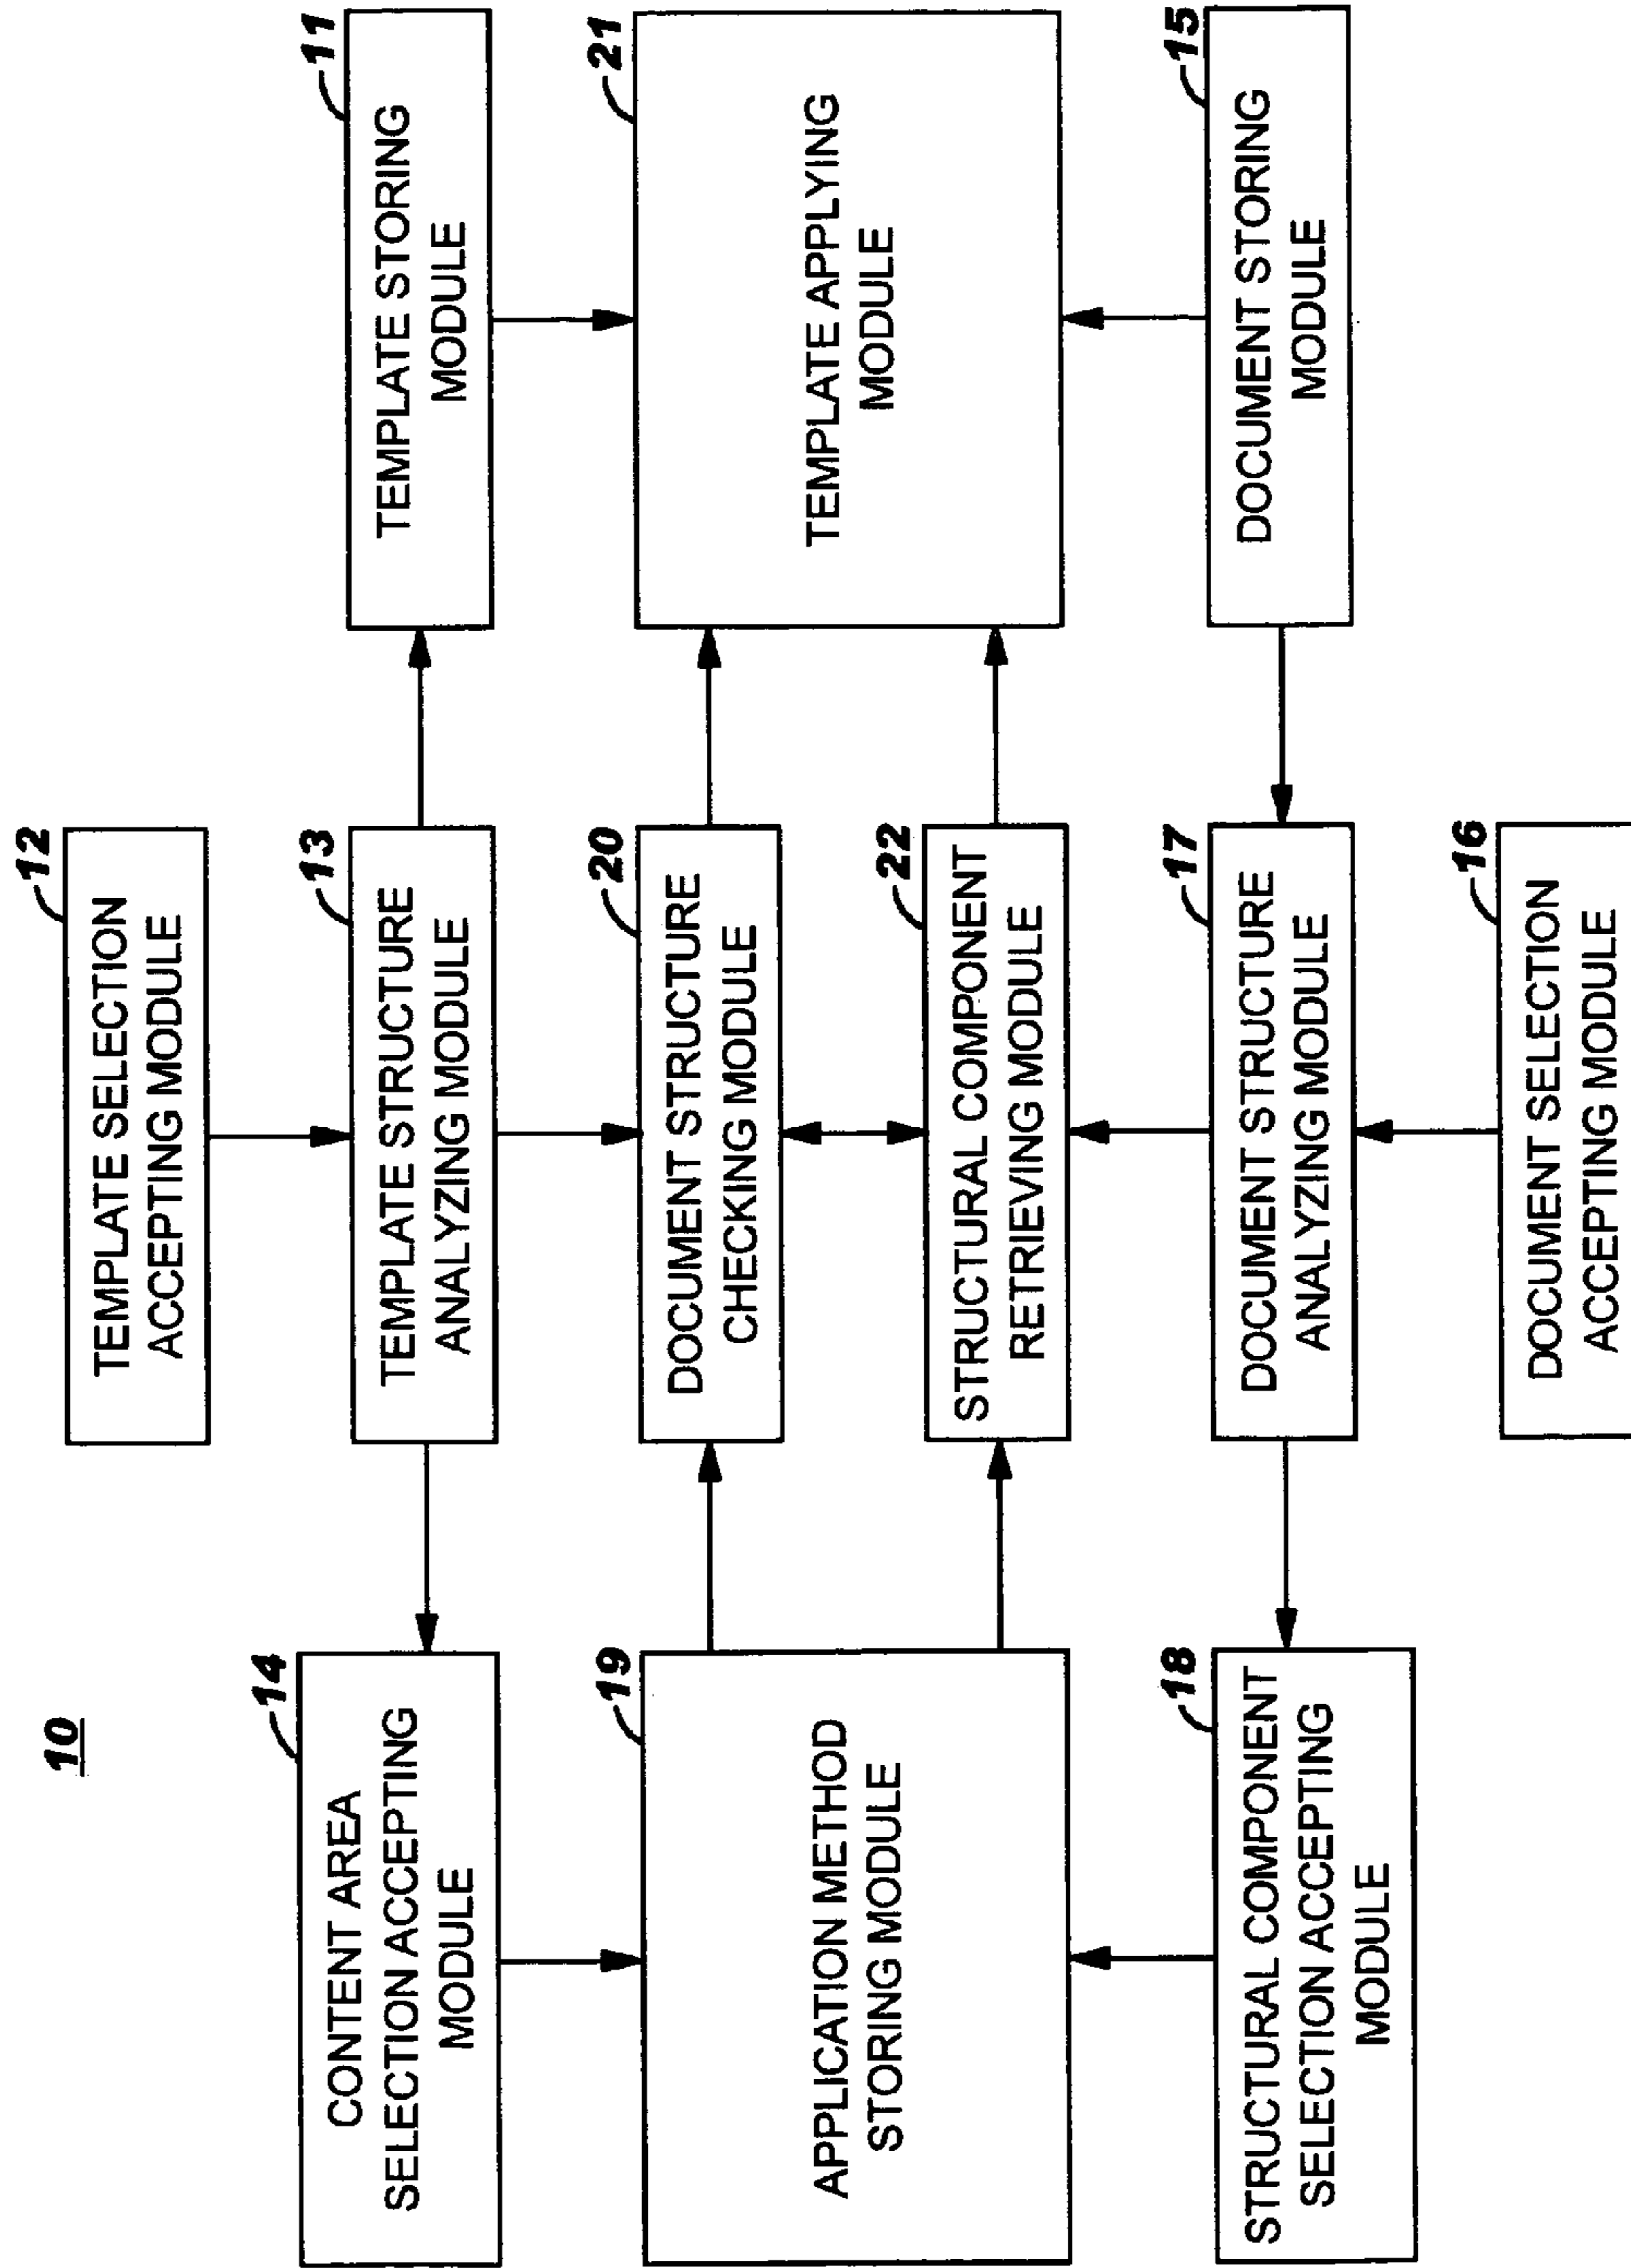 10
12
TEMPLATE SELECTION
ACCEPTING MODULE
14
CONTENT AREA
SELECTION ACCEPTING
MODULE
13
TEMPLATE STRUCTURE
ANALYZING MODULE
11
TEMPLATE STORING
MODULE
19
APPLICATION METHOD
STORING MODULE
20
DOCUMENT STRUCTURE
CHECKING MODULE
21
TEMPLATE APPLYING
MODULE
22
STRUCTURAL COMPONENT
RETRIEVING MODULE
18
STRUCTURAL COMPONENT
SELECTION ACCEPTING
MODULE
17
DOCUMENT STRUCTURE
ANALYZING MODULE
15
DOCUMENT STORING
MODULE
16
DOCUMENT SELECTION
ACCEPTING MODULE